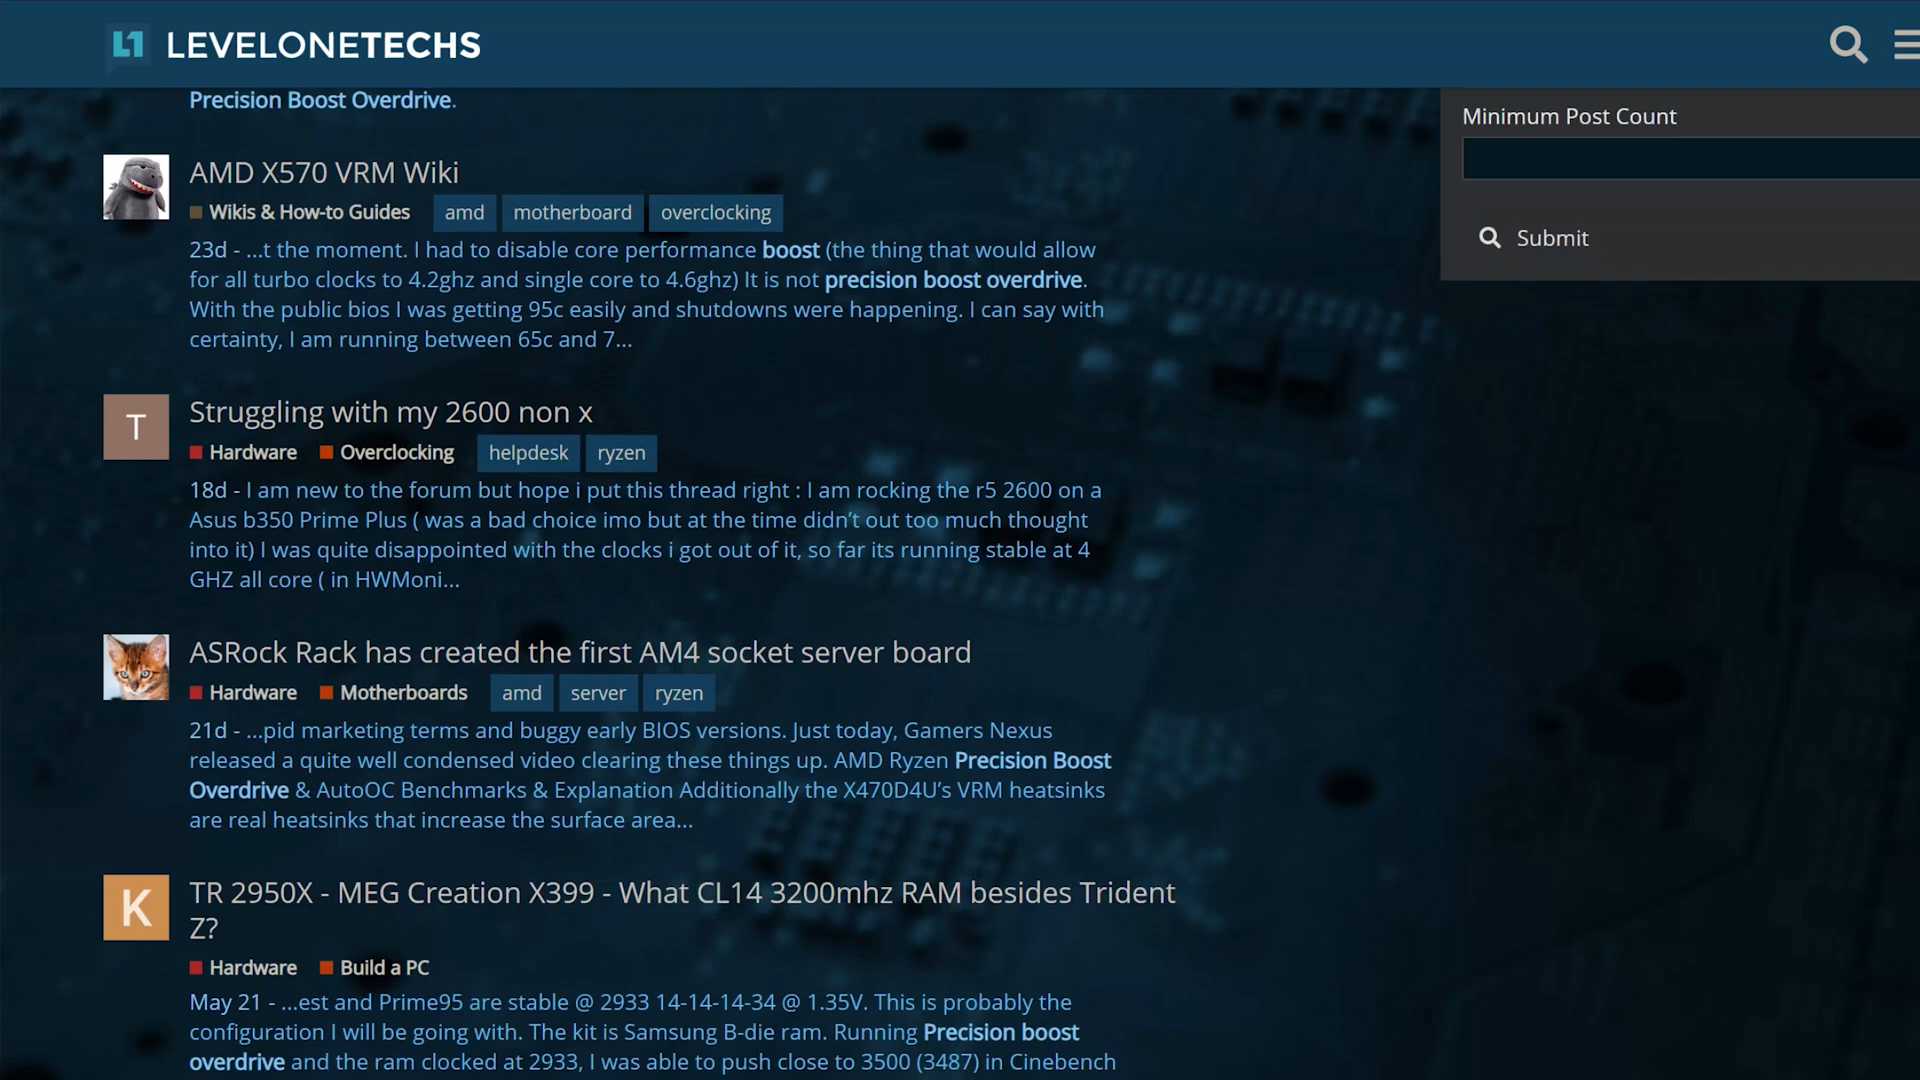 LEVELONETECHS
Precision Boost Overdrive.
Minimum Post Count
Submit
AMD X570 VRM Wiki
Wikis & How-to Guides amd motherboard overclocking
23d - ...t the moment. I had to disable core performance boost (the thing that would allow
for all turbo clocks to 4.2ghz and single core to 4.6ghz) It is not precision boost overdrive.
With the public bios I was getting 95c easily and shutdowns were happening. I can say with
certainty, I am running between 65c and 7...
T
Struggling with my 2600 non x
Hardware Overclocking helpdesk ryzen
18d - I am new to the forum but hope i put this thread right : I am rocking the r5 2600 on a
Asus b350 Prime Plus ( was a bad choice imo but at the time didn’t out too much thought
into it) I was quite disappointed with the clocks i got out of it, so far its running stable at 4
GHZ all core ( in HWMoni...
ASRock Rack has created the first AM4 socket server board
Hardware Motherboards amd server ryzen
21d - ...pid marketing terms and buggy early BIOS versions. Just today, Gamers Nexus
released a quite well condensed video clearing these things up. AMD Ryzen Precision Boost
Overdrive & AutoOC Benchmarks & Explanation Additionally the X470D4U’s VRM heatsinks
are real heatsinks that increase the surface area...
K
TR 2950X - MEG Creation X399 - What CL14 3200mhz RAM besides Trident
Z?
Hardware Build a PC
May 21 - ...est and Prime95 are stable @ 2933 14-14-14-34 @ 1.35V. This is probably the
configuration I will be going with. The kit is Samsung B-die ram. Running Precision boost
overdrive and the ram clocked at 2933, I was able to push close to 3500 (3487) in Cinebench